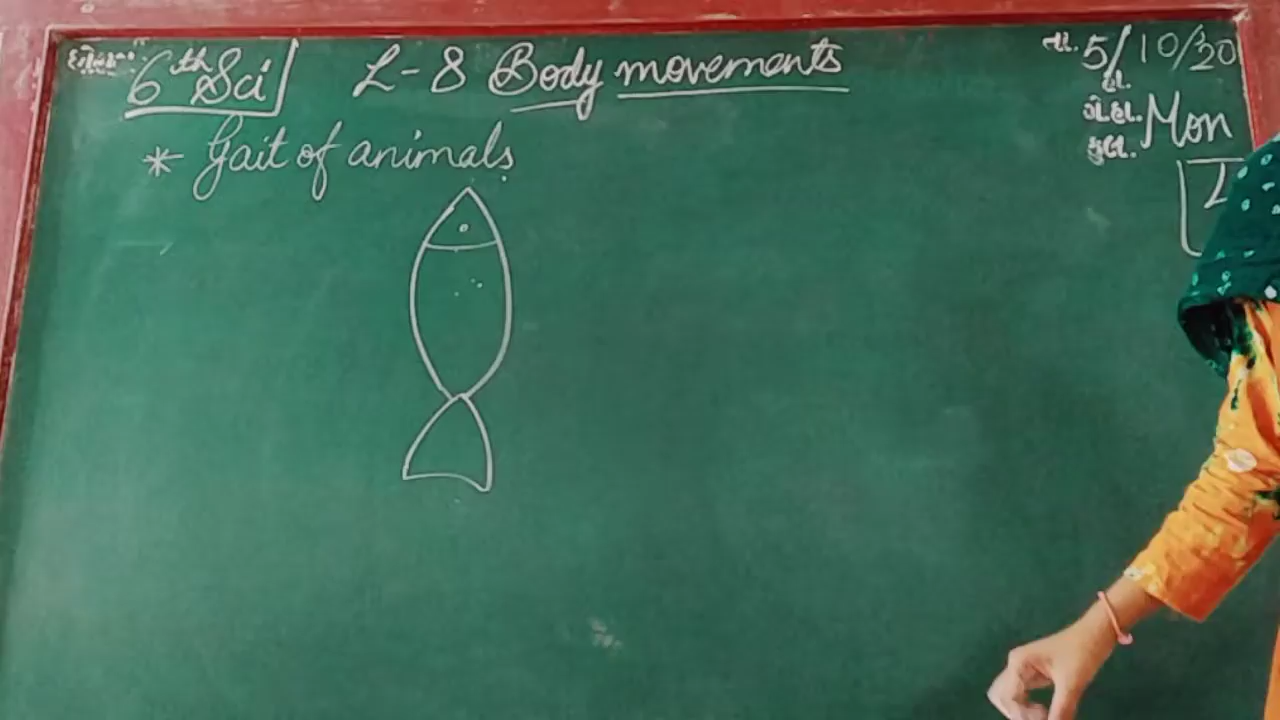 6th Sci L-8 Body movements તા. 5/10/20
* Gait of animals
Mon